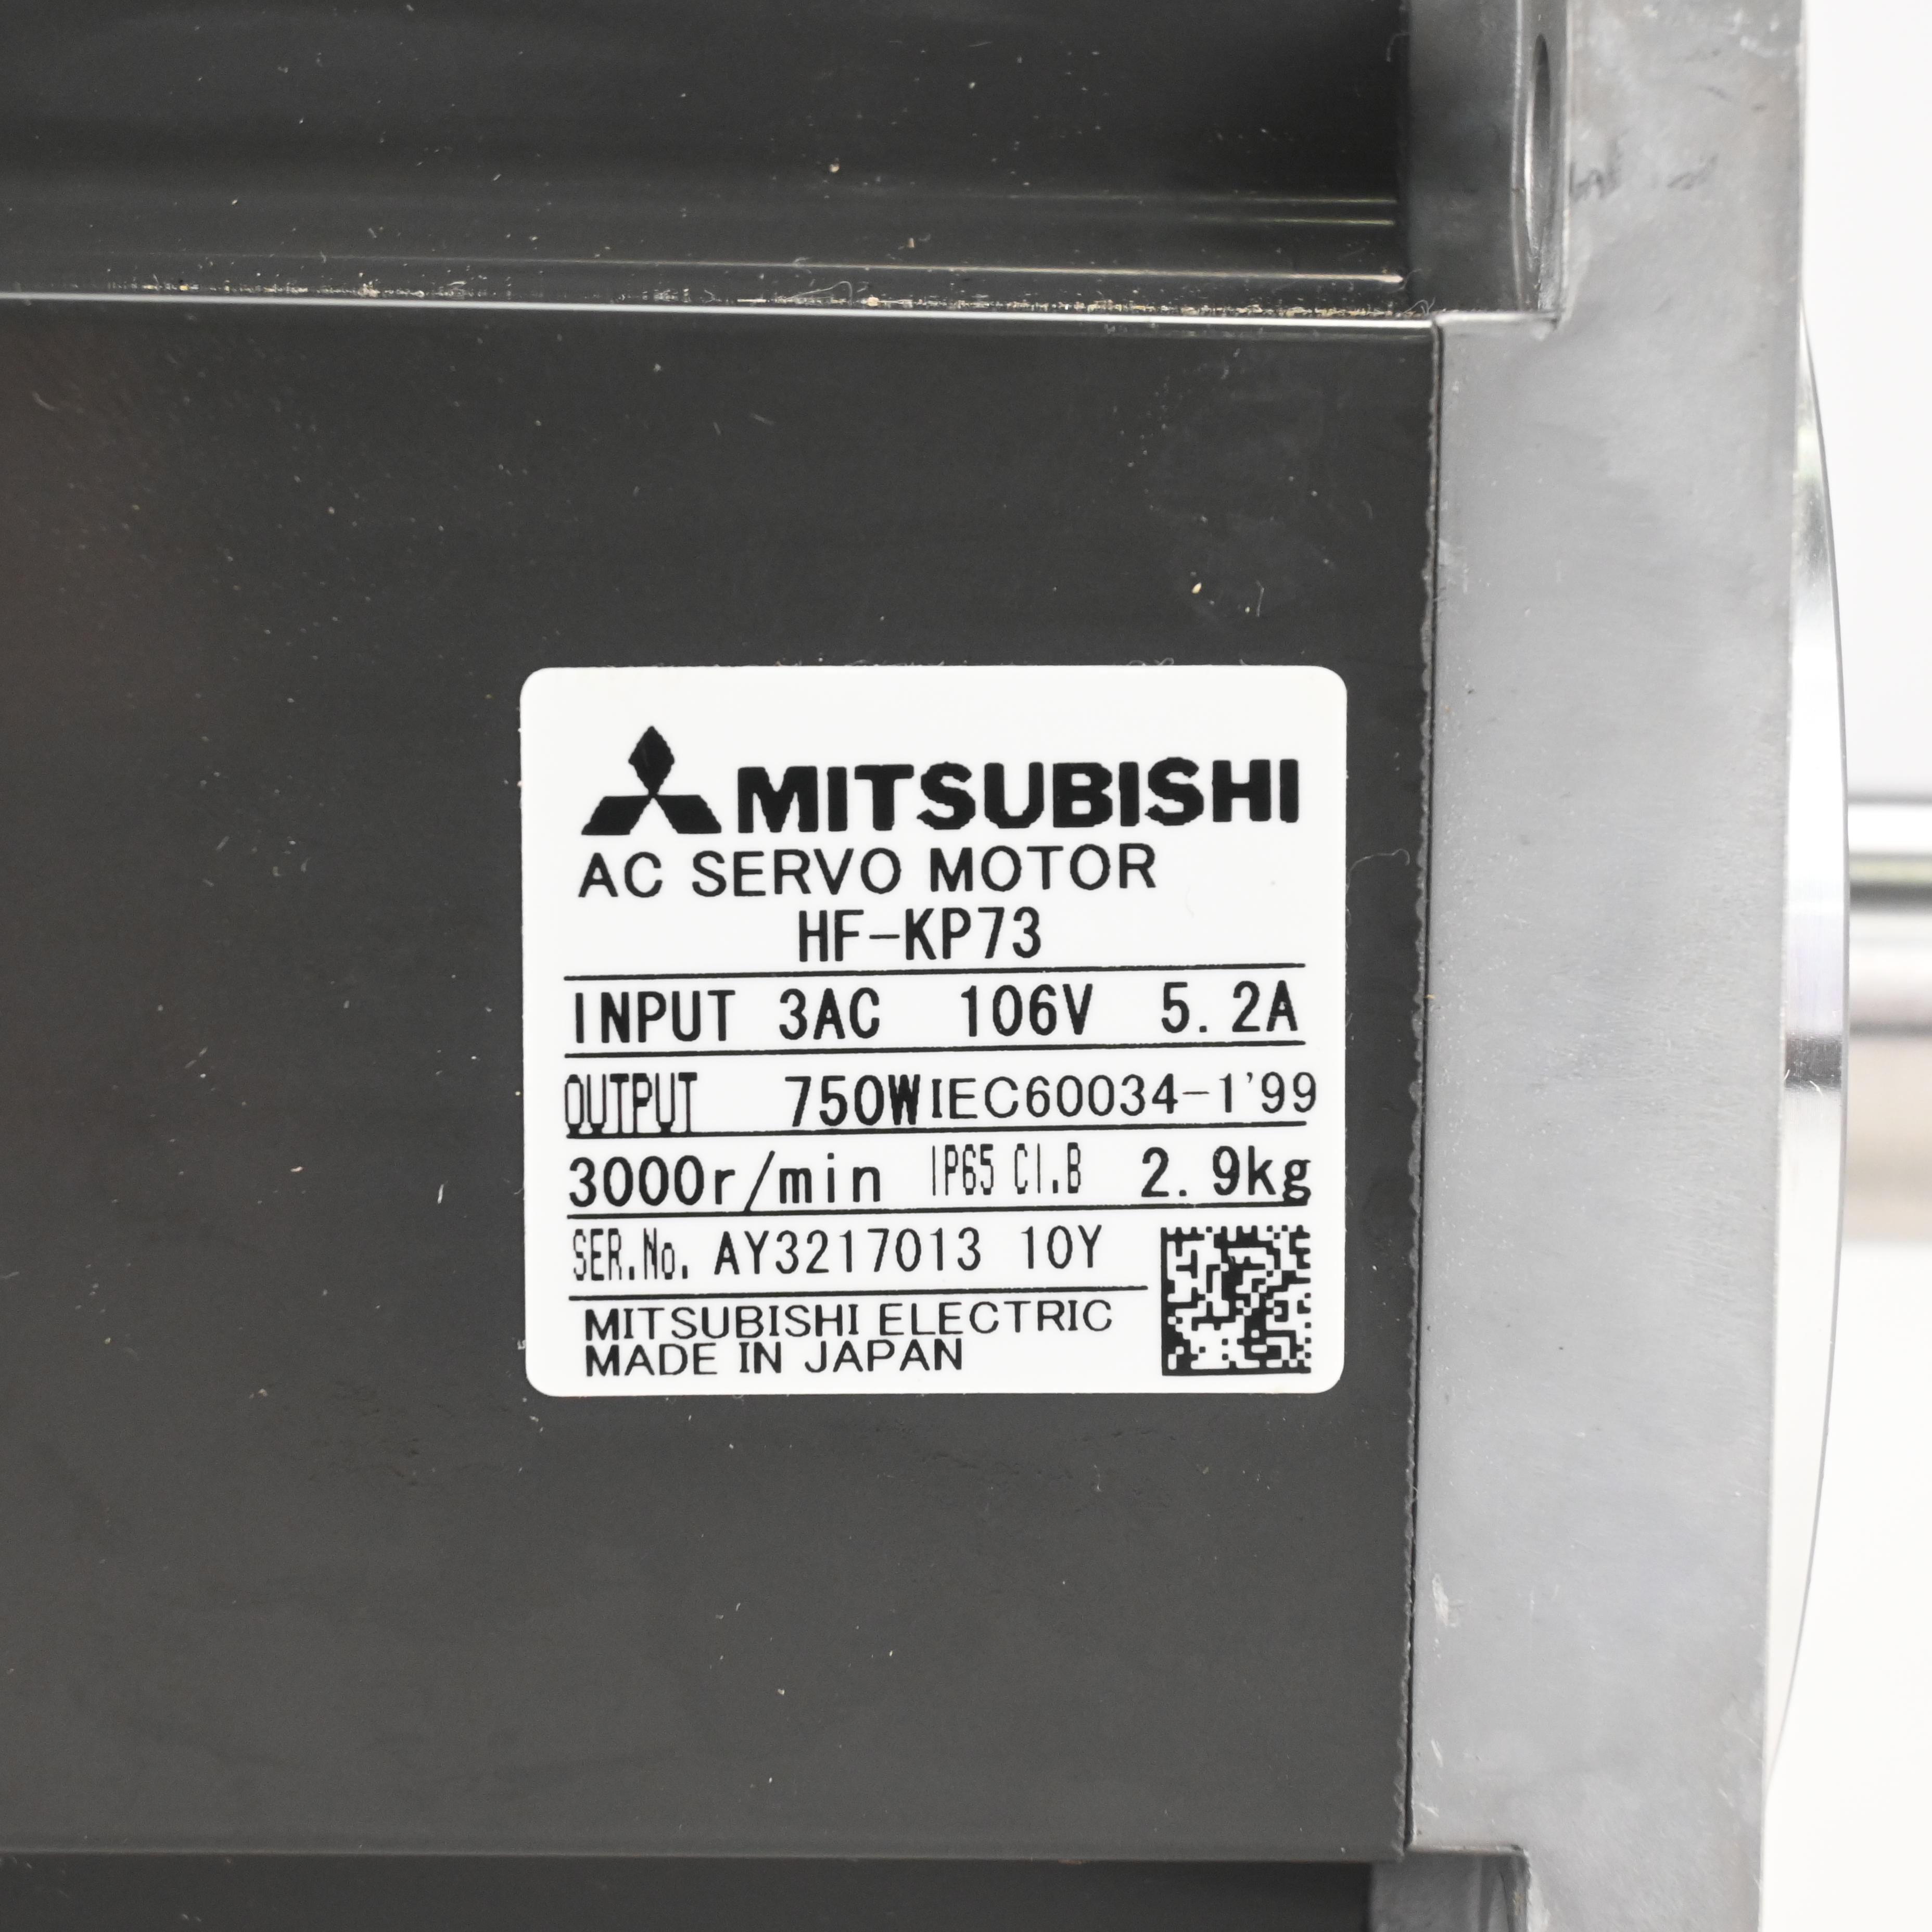 MITSUBISHI
AC SERVO MOTOR
HF-KP73
INPUT 3AC 106V 5.2A
OUTPUT 750W IEC60034-1'99
3000r/min IP65 Cl.B 2.9kg
SER.No. AY3217013 10Y
MITSUBISHI ELECTRIC
MADE IN JAPAN